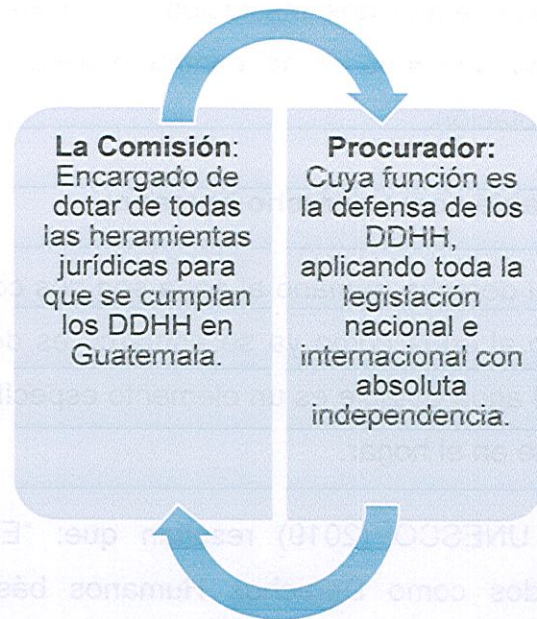 La Comisión:
Encargado de
dotar de todas
las heramientas
jurídicas para
que se cumplan
los DDHH en
Guatemala.
Procurador:
Cuya función es
la defensa de los
DDHH,
aplicando toda la
legislación
nacional e
internacional con
absoluta
independencia.